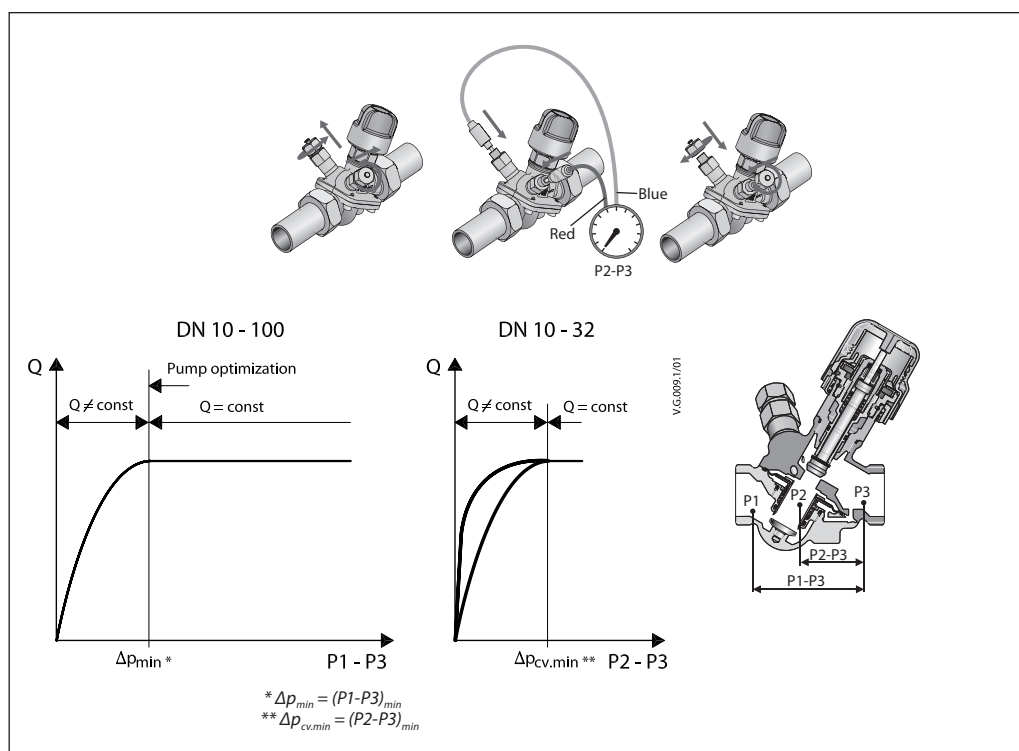 Blue
Red
P2-P3
DN 10 - 100
Q
Pump optimization
Q ≠ const
Q = const
Δpmin *
P1 - P3
DN 10 - 32
Q
Q ≠ const
Q = const
Δpcv.min **
P2 - P3
V.G.009.1/01
P1
P2
P3
P2-P3
P1-P3
* Δpmin = (P1-P3)min
** Δpcv.min = (P2-P3)min